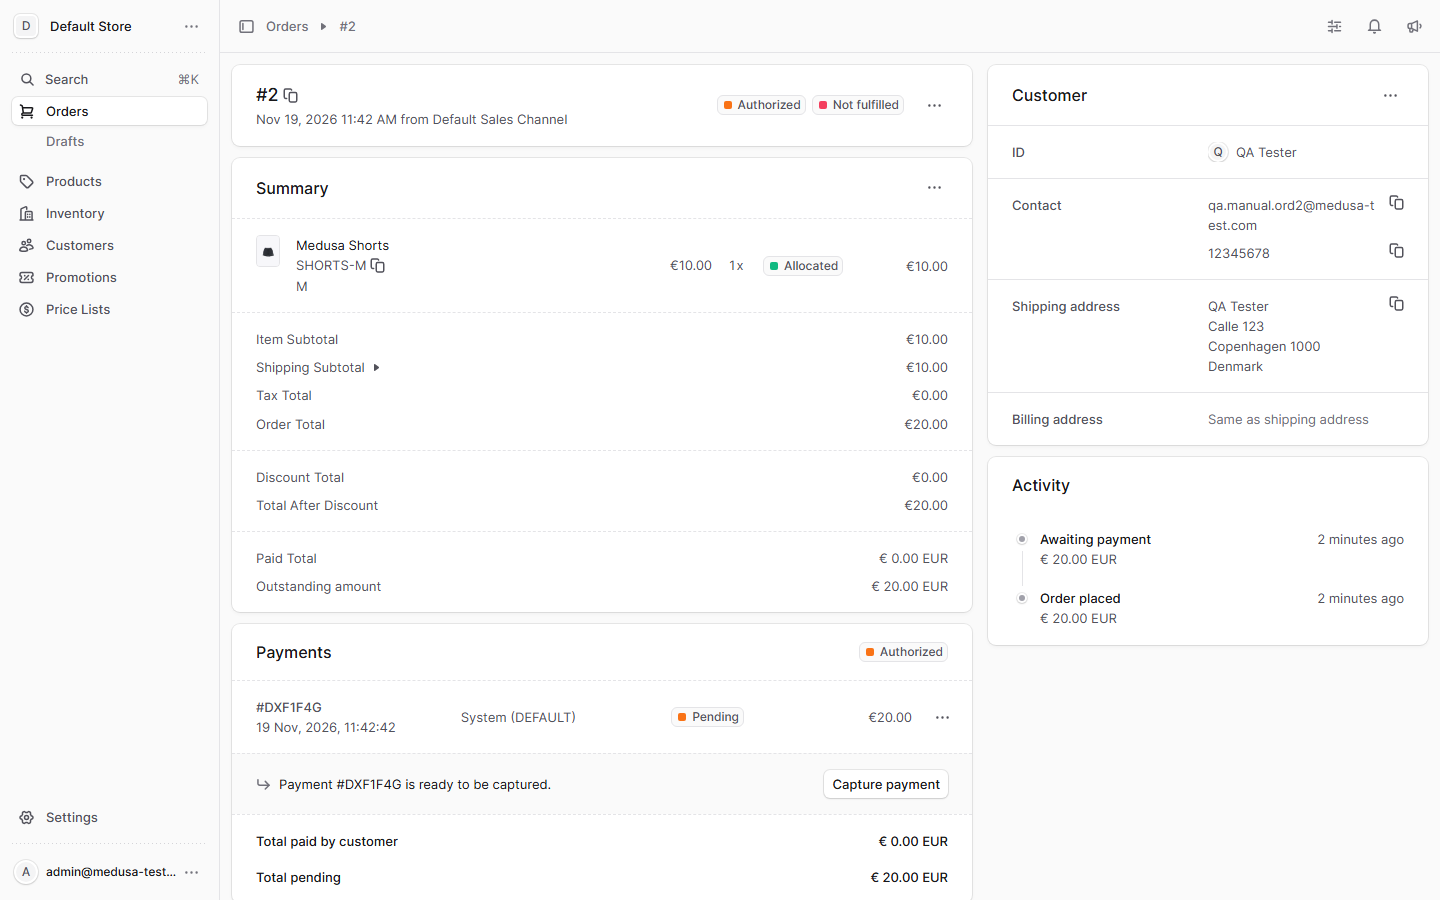 D Default Store
Search ⌘K
Orders
Drafts
Products
Inventory
Customers
Promotions
Price Lists
Settings
A admin@medusa-test...
Orders #2
#2
Nov 19, 2026 11:42 AM from Default Sales Channel
Authorized Not fulfilled
Summary
Medusa Shorts
SHORTS-M
M
€10.00 1x Allocated €10.00
Item Subtotal €10.00
Shipping Subtotal €10.00
Tax Total €0.00
Order Total €20.00
Discount Total €0.00
Total After Discount €20.00
Paid Total € 0.00 EUR
Outstanding amount € 20.00 EUR
Payments Authorized
#DXF1F4G
19 Nov, 2026, 11:42:42
System (DEFAULT) Pending €20.00
Payment #DXF1F4G is ready to be captured. Capture payment
Total paid by customer € 0.00 EUR
Total pending € 20.00 EUR
Customer
ID Q QA Tester
Contact qa.manual.ord2@medusa-t
est.com
12345678
Shipping address QA Tester
Calle 123
Copenhagen 1000
Denmark
Billing address Same as shipping address
Activity
Awaiting payment 2 minutes ago
€ 20.00 EUR
Order placed 2 minutes ago
€ 20.00 EUR